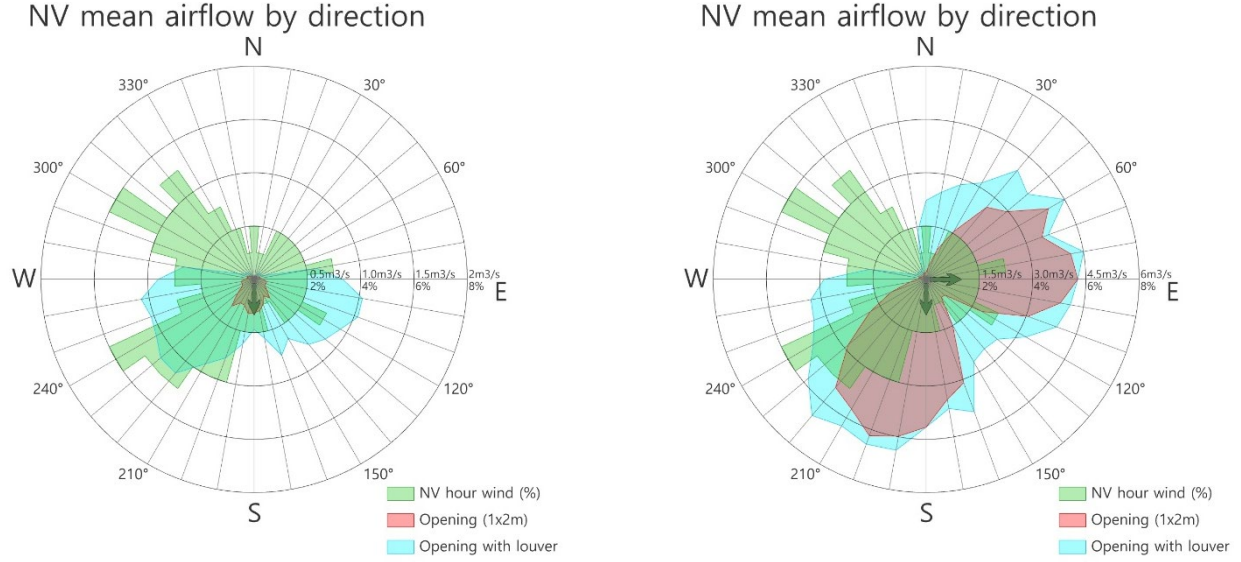 NV mean airflow by direction
N
330°
30°
300°
60°
W
0.5m3/s 1.0m3/s 1.5m3/s 2m3/s
2% 4% 6% 8%
E
240°
120°
210°
150°
S
NV hour wind (%)
Opening (1x2m)
Opening with louver
NV mean airflow by direction
N
330°
30°
300°
60°
W
1.5m3/s 3.0m3/s 4.5m3/s 6m3/s
2% 4% 6% 8%
E
240°
120°
210°
150°
S
NV hour wind (%)
Opening (1x2m)
Opening with louver